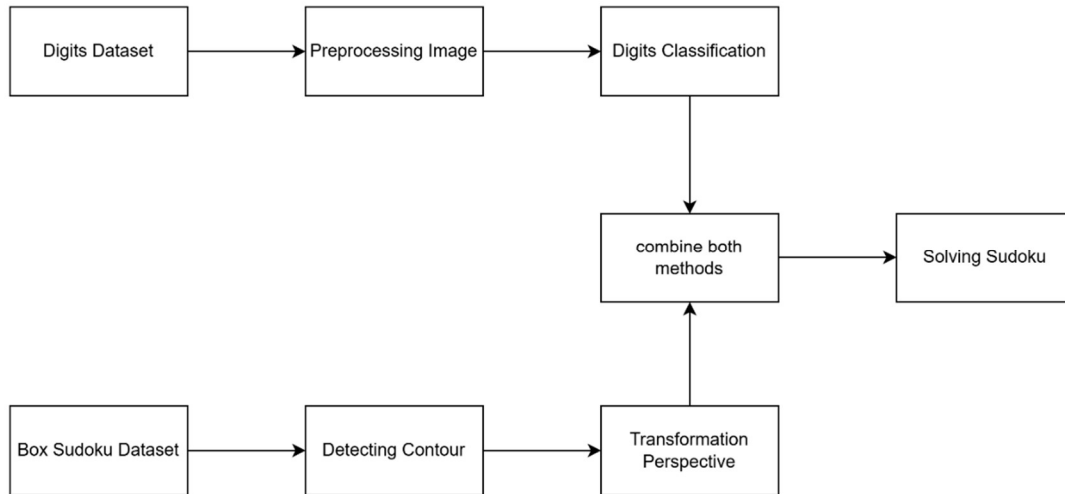 Digits Dataset
Preprocessing Image
Digits Classification
combine both
methods
Solving Sudoku
Box Sudoku Dataset
Detecting Contour
Transformation
Perspective